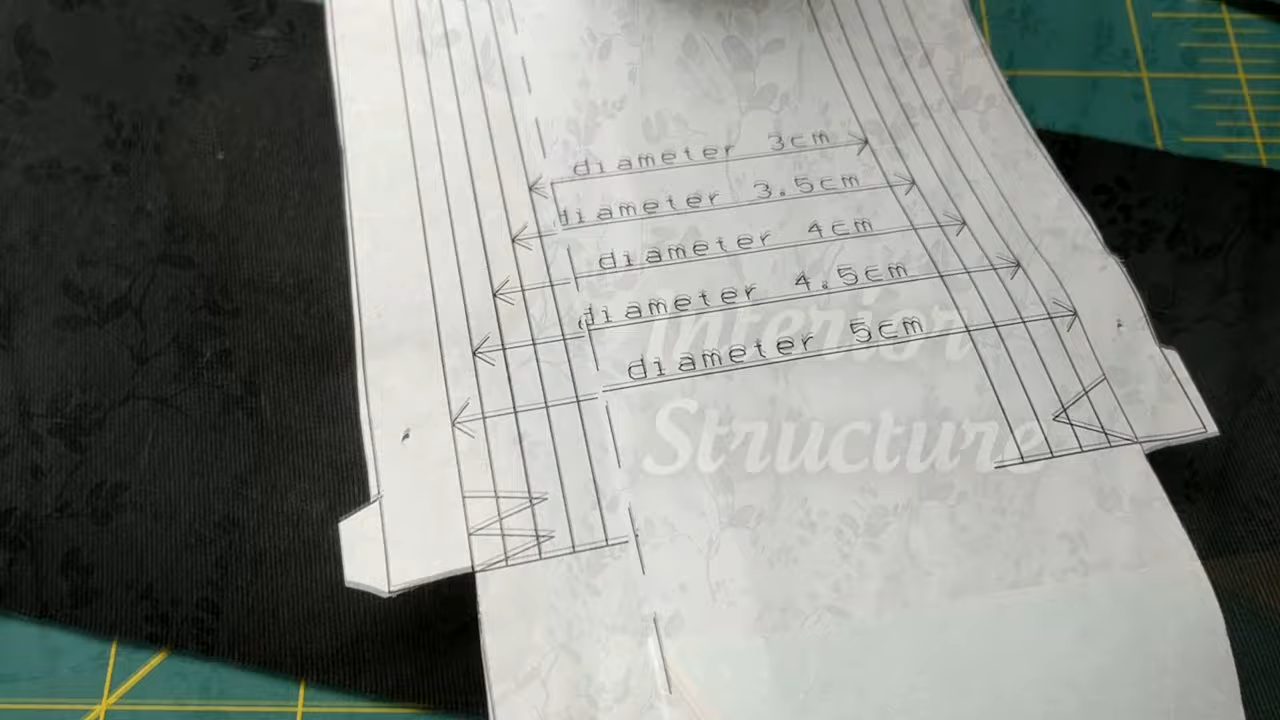 diameter 3cm
diameter 3.5cm
diameter 4cm
diameter 4.5cm
diameter 5cm
Interior
Structure